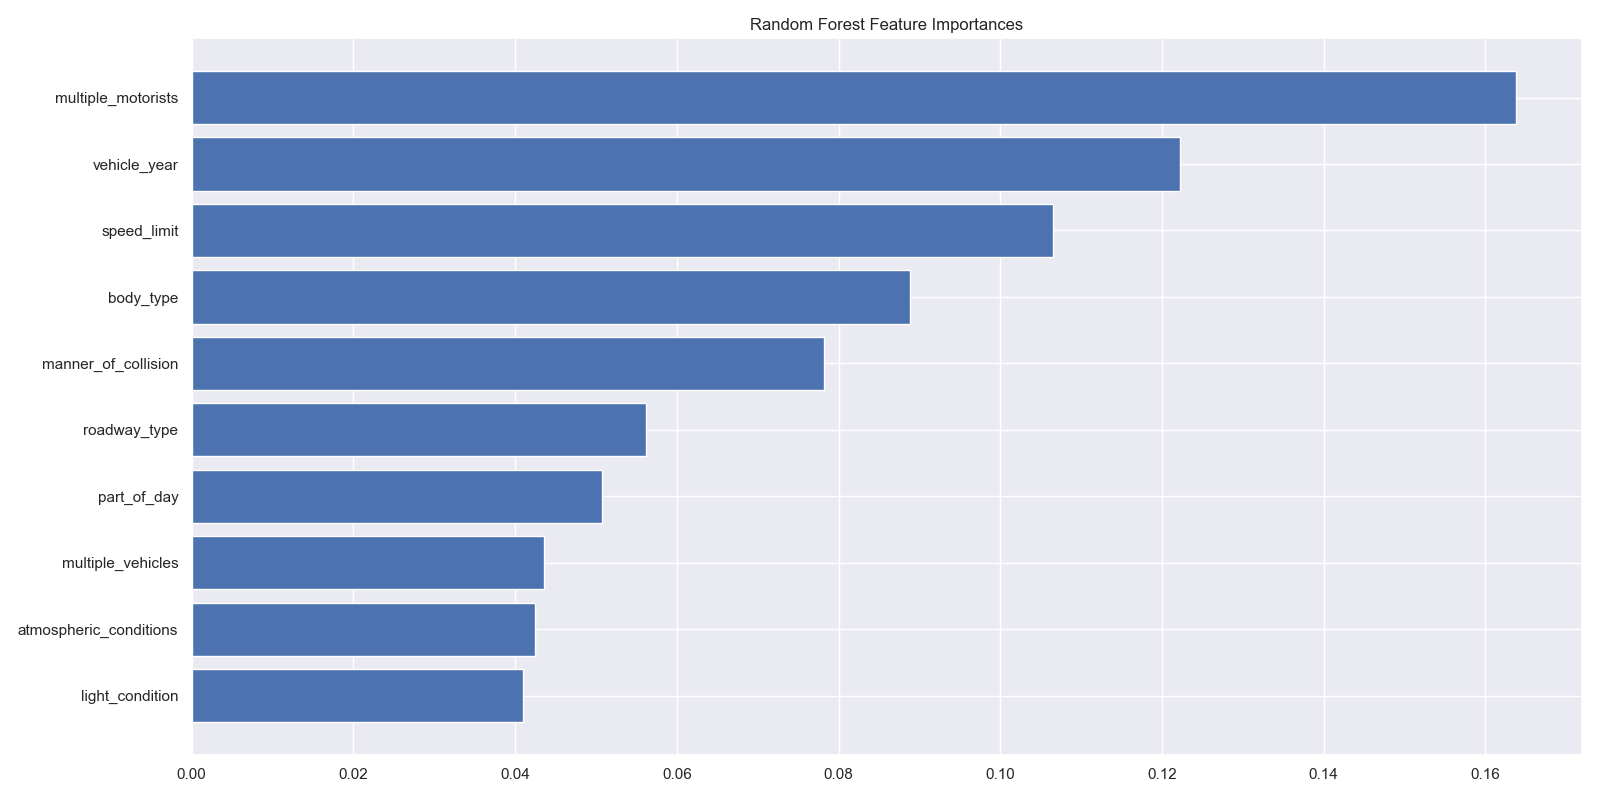 Random Forest Feature Importances
multiple_motorists
vehicle_year
speed_limit
body_type
manner_of_collision
roadway_type
part_of_day
multiple_vehicles
atmospheric_conditions
light_condition
0.00 0.02 0.04 0.06 0.08 0.10 0.12 0.14 0.16